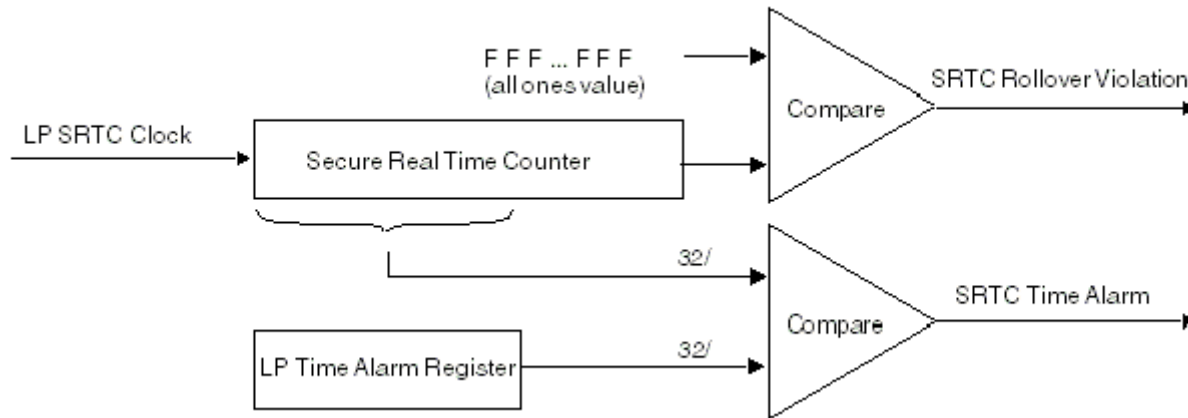 F F F ... F F F
(all ones value)
SRTC Rollover Violation
Compare
LP SRTC Clock
Secure Real Time Counter
32/
SRTC Time Alarm
Compare
32/
LP Time Alarm Register